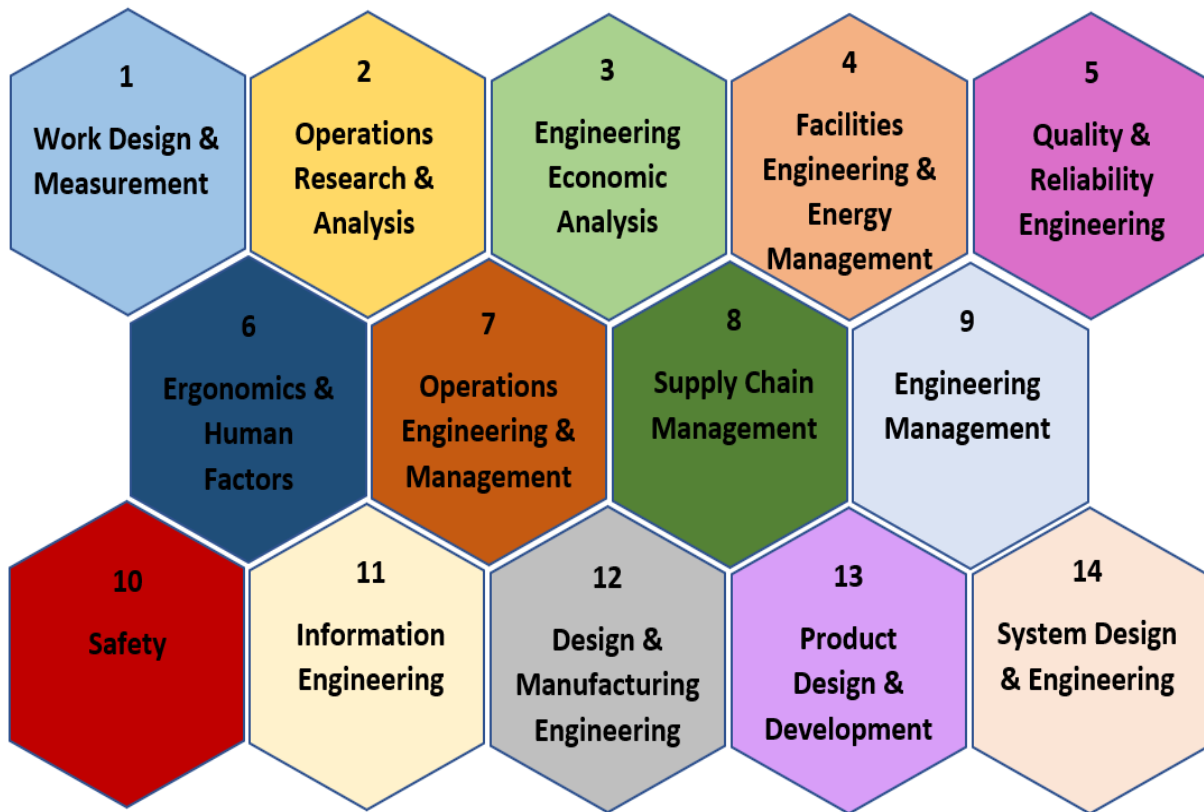 1
Work Design &
Measurement
2
Operations
Research &
Analysis
3
Engineering
Economic
Analysis
4
Facilities
Engineering &
Energy
Management
5
Quality &
Reliability
Engineering
6
Ergonomics &
Human
Factors
7
Operations
Engineering &
Management
8
Supply Chain
Management
9
Engineering
Management
10
Safety
11
Information
Engineering
12
Design &
Manufacturing
Engineering
13
Product
Design &
Development
14
System Design
& Engineering